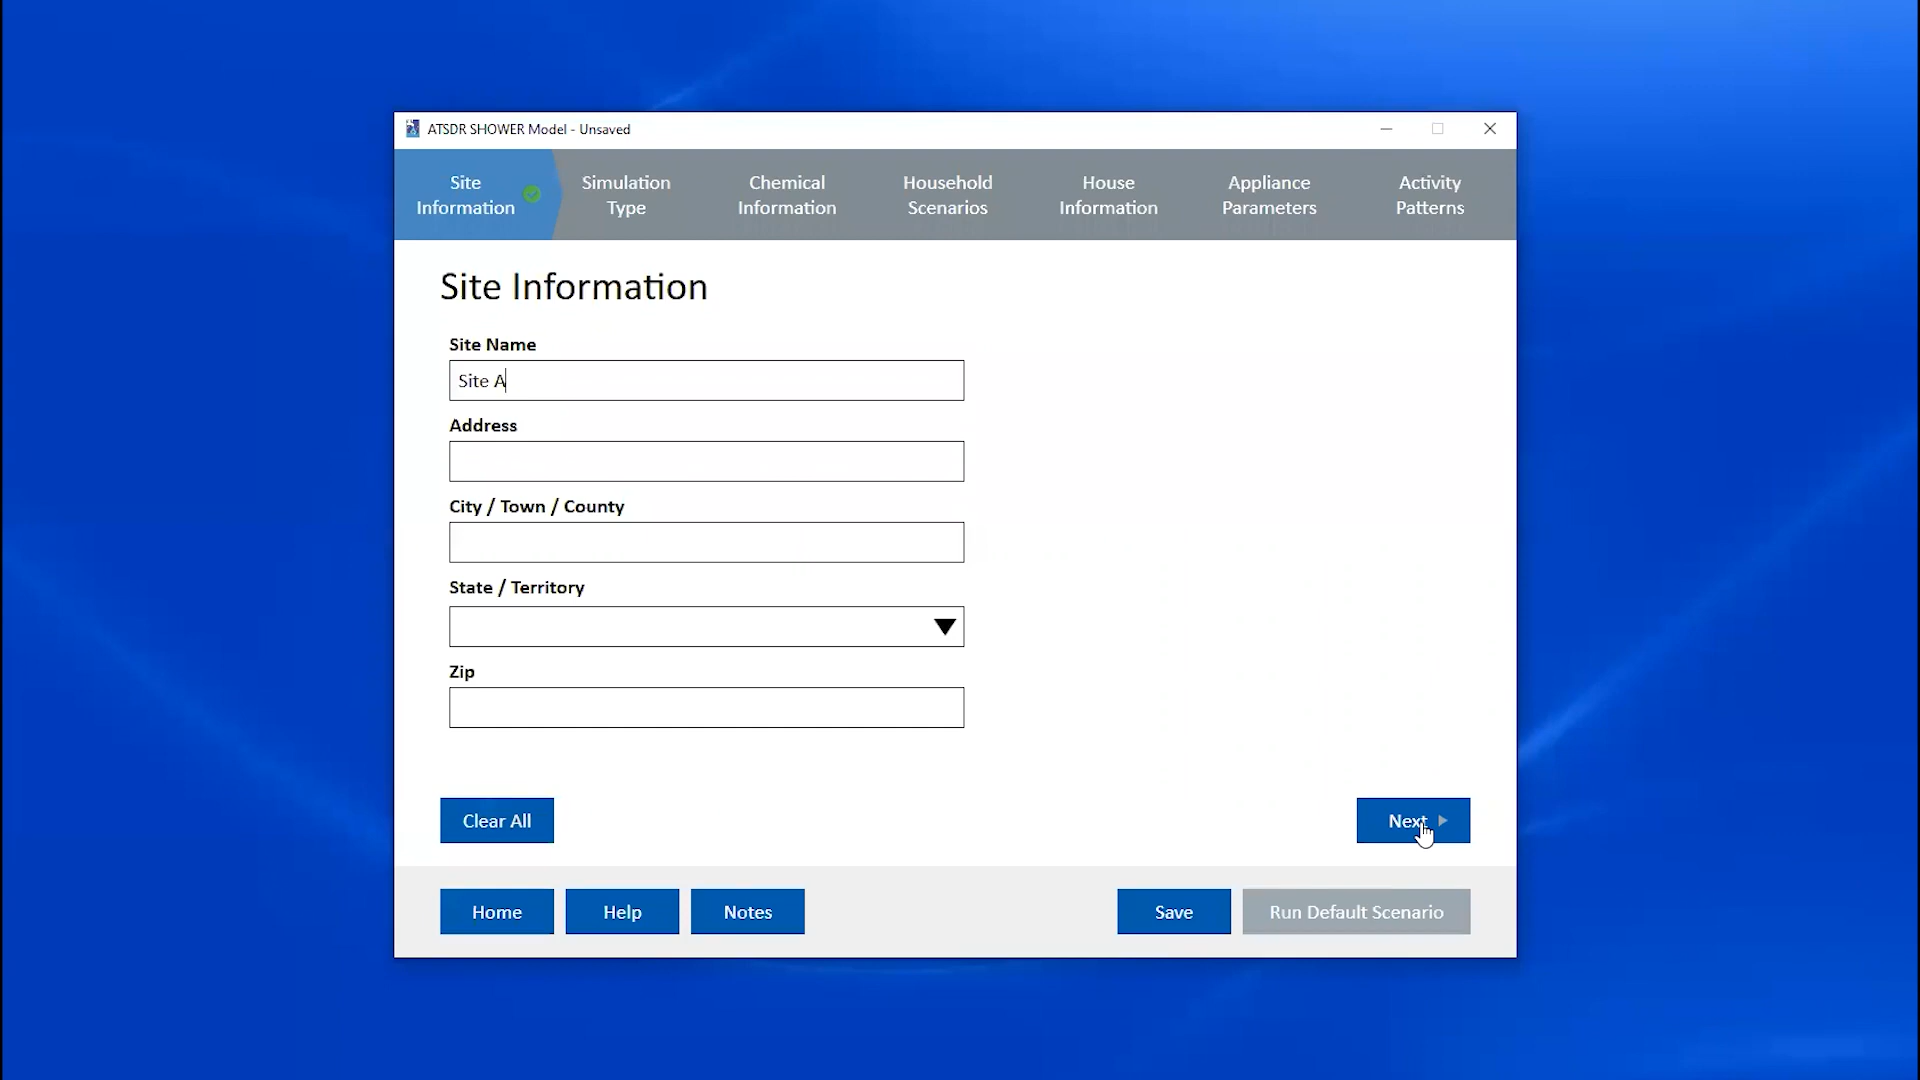 ATSDR SHOWER Model - Unsaved
Site
Information
Simulation
Type
Chemical
Information
Household
Scenarios
House
Information
Appliance
Parameters
Activity
Patterns
Site Information
Site Name
Site A
Address
City / Town / County
State / Territory
Zip
Clear All
Next
Home
Help
Notes
Save
Run Default Scenario